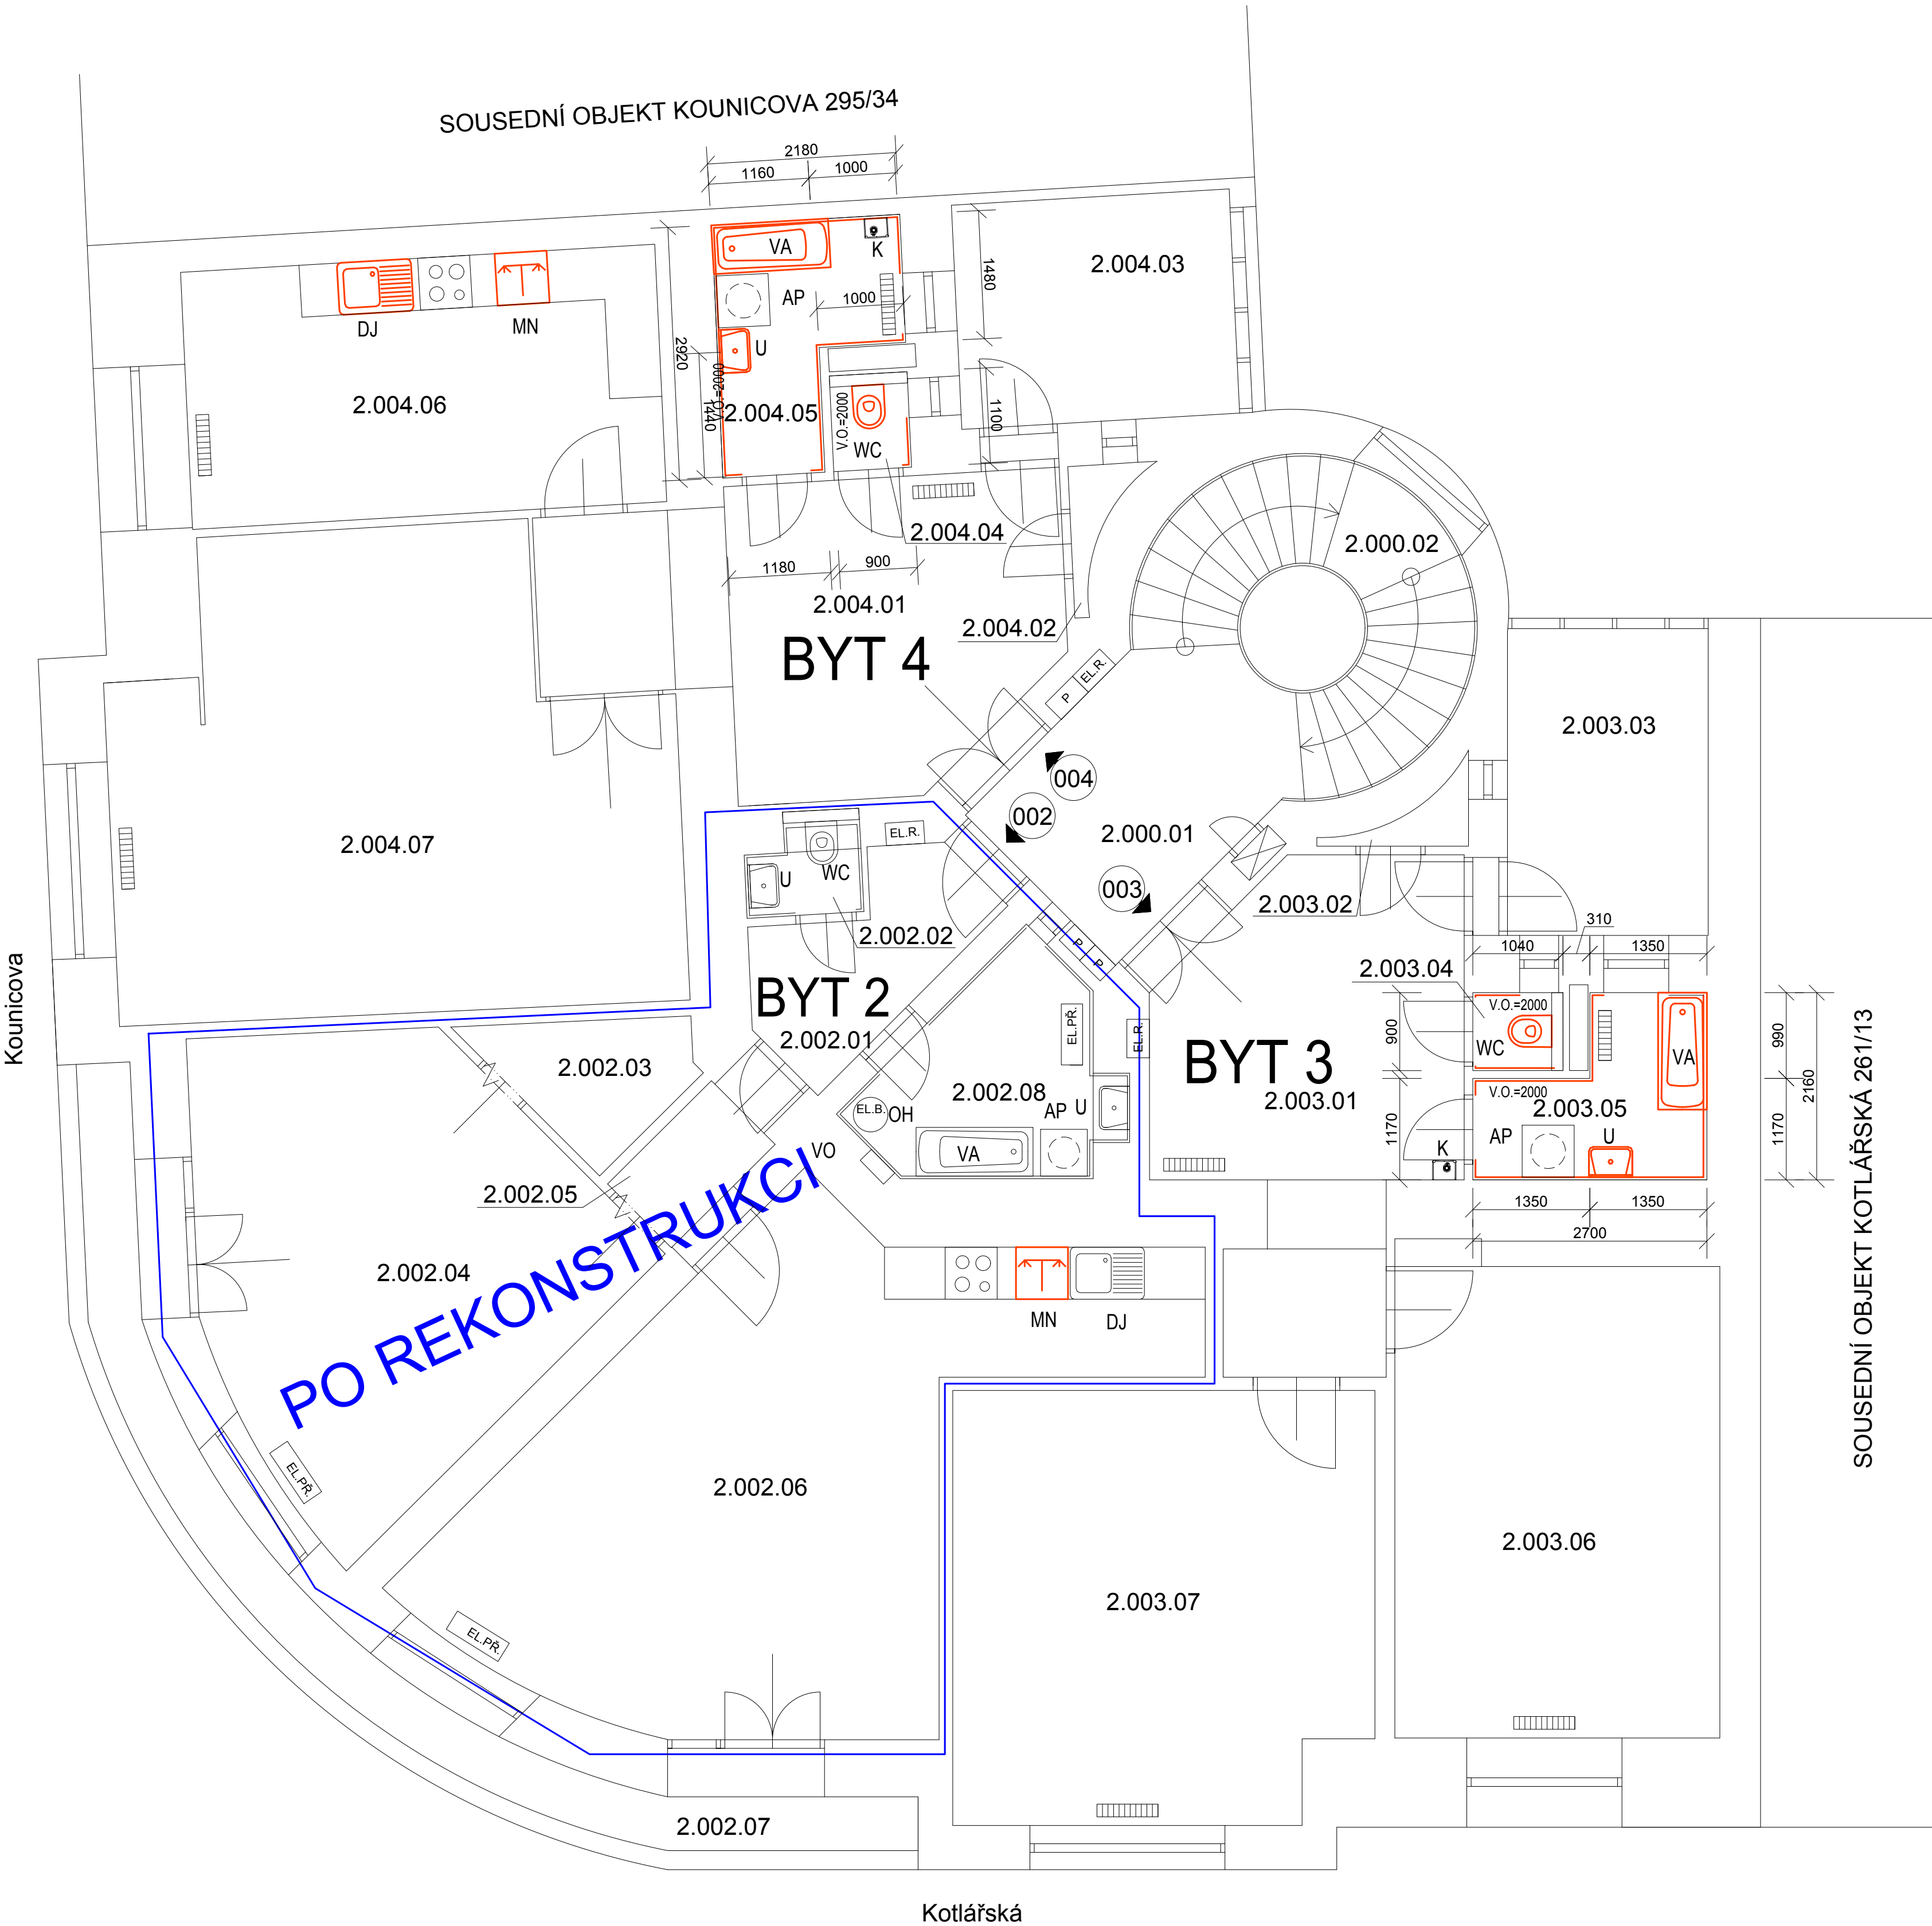 SOUSEDNÍ OBJEKT KOUNICOVA 295/34
2180
1160
1000
VA
K
2.004.03
1480
AP
1000
DJ
MN
U
2920
V.O.=2000
1440
2.004.06
2.004.05
V.O.=2000
WC
1100
2.004.04
2.000.02
1180
900
2.004.01
2.004.02
BYT 4
EL.R.
P
2.003.03
004
002
2.000.01
EL.R.
2.004.07
WC
U
003
2.003.02
310
2.002.02
P
P
1040
1350
2.003.04
Kounicova
BYT 2
2.002.01
EL.PŘ.
EL.R.
BYT 3
900
V.O.=2000
WC
VA
990
2160
2.002.03
2.002.08
2.003.01
V.O.=2000
2.003.05
EL.B.
OH
AP
U
1170
AP
U
1170
K
VO
VA
SOUSEDNÍ OBJEKT KOTLÁŘSKÁ 261/13
2.002.05
1350
1350
2700
2.002.04
PO REKONSTRUKCI
MN
DJ
EL.PŘ.
2.002.06
2.003.06
2.003.07
EL.PŘ.
2.002.07
Kotlářská